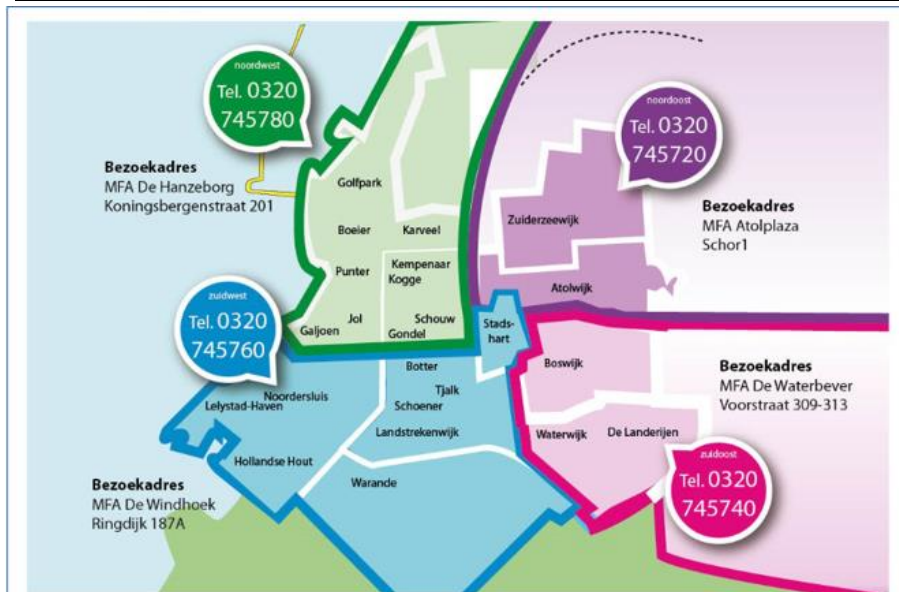 noordwest
Tel. 0320
745780
Bezoekadres
MFA De Hanzeborg
Koningsbergenstraat 201
noordoost
Tel. 0320
745720
Bezoekadres
MFA Atolplaza
Schor1
Golfpark
Boeier
Karveel
Punter
Kempenaar
Kogge
Jol
Schouw
Galjoen
Gondel
Zuiderzeewijk
Atolwijk
zuidwest
Tel. 0320
745760
Stads-
hart
Botter
Tjalk
Noordersluis
Lelystad-Haven
Schoener
Landstrekenwijk
Hollandse Hout
Warande
Bezoekadres
MFA De Windhoek
Ringdijk 187A
Boswijk
Waterwijk
De Landerijen
Bezoekadres
MFA De Waterbever
Voorstraat 309-313
zuidoost
Tel. 0320
745740